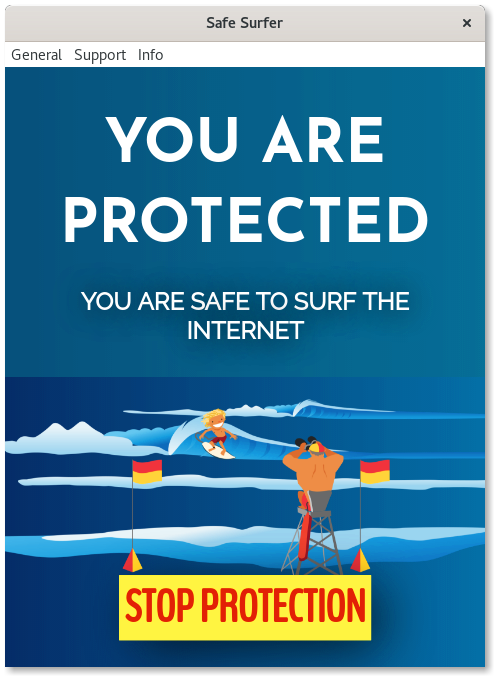 Safe Surfer
×
General Support Info
YOU ARE
PROTECTED
YOU ARE SAFE TO SURF THE
INTERNET
STOP PROTECTION